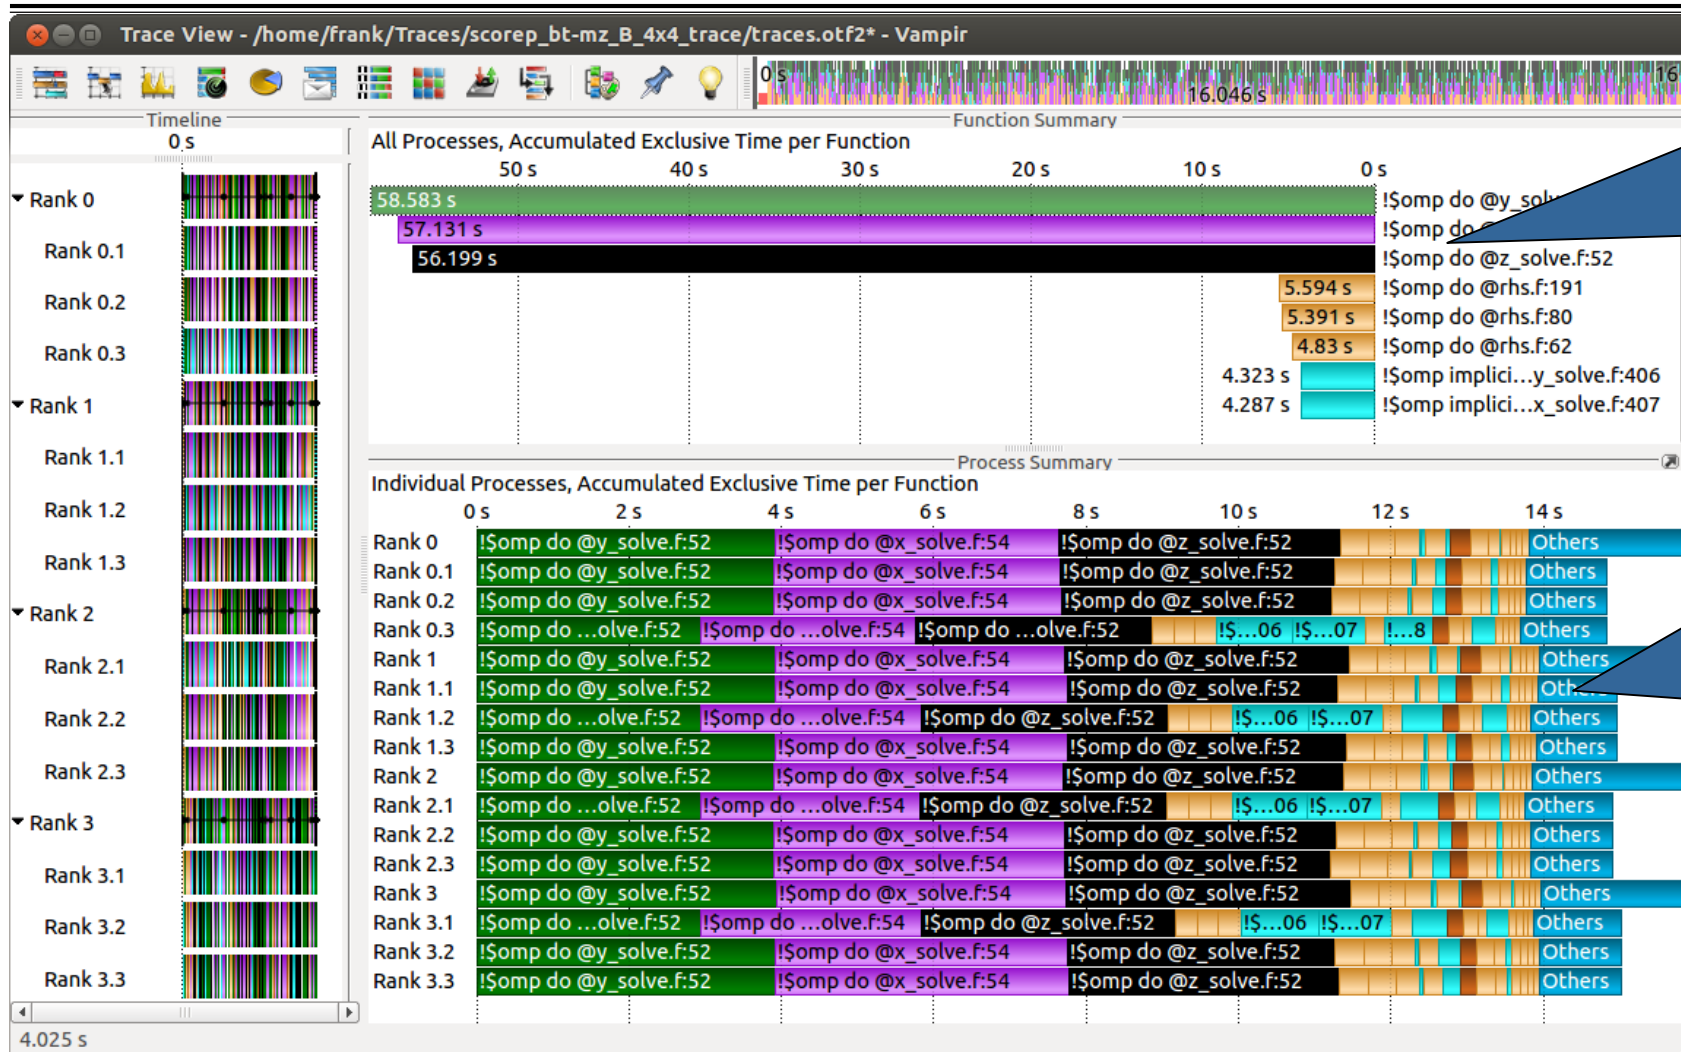 Trace View - /home/frank/Traces/scorep_bt-mz_B_4x4_trace/traces.otf2* - Vampir
0 s 16.046 s 16
Timeline
0 s
Rank 0
Rank 0.1
Rank 0.2
Rank 0.3
Rank 1
Rank 1.1
Rank 1.2
Rank 1.3
Rank 2
Rank 2.1
Rank 2.2
Rank 2.3
Rank 3
Rank 3.1
Rank 3.2
Rank 3.3
Function Summary
All Processes, Accumulated Exclusive Time per Function
50 s 40 s 30 s 20 s 10 s 0 s
58.583 s !$omp do
57.131 s !$omp do
56.199 s !$omp do @z_solve.f:52
5.594 s !$omp do @rhs.f:191
5.391 s !$omp do @rhs.f:80
4.83 s !$omp do @rhs.f:62
4.323 s !$omp implici...y_solve.f:406
4.287 s !$omp implici...x_solve.f:407
Process Summary
Individual Processes, Accumulated Exclusive Time per Function
0 s 2 s 4 s 6 s 8 s 10 s 12 s 14 s
Rank 0 !$omp do @y_solve.f:52 !$omp do @x_solve.f:54 !$omp do @z_solve.f:52 Others
Rank 0.1 !$omp do @y_solve.f:52 !$omp do @x_solve.f:54 !$omp do @z_solve.f:52 Others
Rank 0.2 !$omp do @y_solve.f:52 !$omp do @x_solve.f:54 !$omp do @z_solve.f:52 Others
Rank 0.3 !$omp do ...olve.f:52 !$omp do ...olve.f:54 !$omp do ...olve.f:52 !$...06 !$...07 !...8 Others
Rank 1 !$omp do @y_solve.f:52 !$omp do @x_solve.f:54 !$omp do @z_solve.f:52 Others
Rank 1.1 !$omp do @y_solve.f:52 !$omp do @x_solve.f:54 !$omp do @z_solve.f:52
Rank 1.2 !$omp do ...olve.f:52 !$omp do ...olve.f:54 !$omp do @z_solve.f:52 !$...06 !$...07 Others
Rank 1.3 !$omp do @y_solve.f:52 !$omp do @x_solve.f:54 !$omp do @z_solve.f:52 Others
Rank 2 !$omp do @y_solve.f:52 !$omp do @x_solve.f:54 !$omp do @z_solve.f:52 Others
Rank 2.1 !$omp do ...olve.f:52 !$omp do ...olve.f:54 !$omp do @z_solve.f:52 !$...06 !$...07 Others
Rank 2.2 !$omp do @y_solve.f:52 !$omp do @x_solve.f:54 !$omp do @z_solve.f:52 Others
Rank 2.3 !$omp do @y_solve.f:52 !$omp do @x_solve.f:54 !$omp do @z_solve.f:52 Others
Rank 3 !$omp do @y_solve.f:52 !$omp do @x_solve.f:54 !$omp do @z_solve.f:52 Others
Rank 3.1 !$omp do ...olve.f:52 !$omp do ...olve.f:54 !$omp do @z_solve.f:52 !$...06 !$...07 Others
Rank 3.2 !$omp do @y_solve.f:52 !$omp do @x_solve.f:54 !$omp do @z_solve.f:52 Others
Rank 3.3 !$omp do @y_solve.f:52 !$omp do @x_solve.f:54 !$omp do @z_solve.f:52 Others
4.025 s